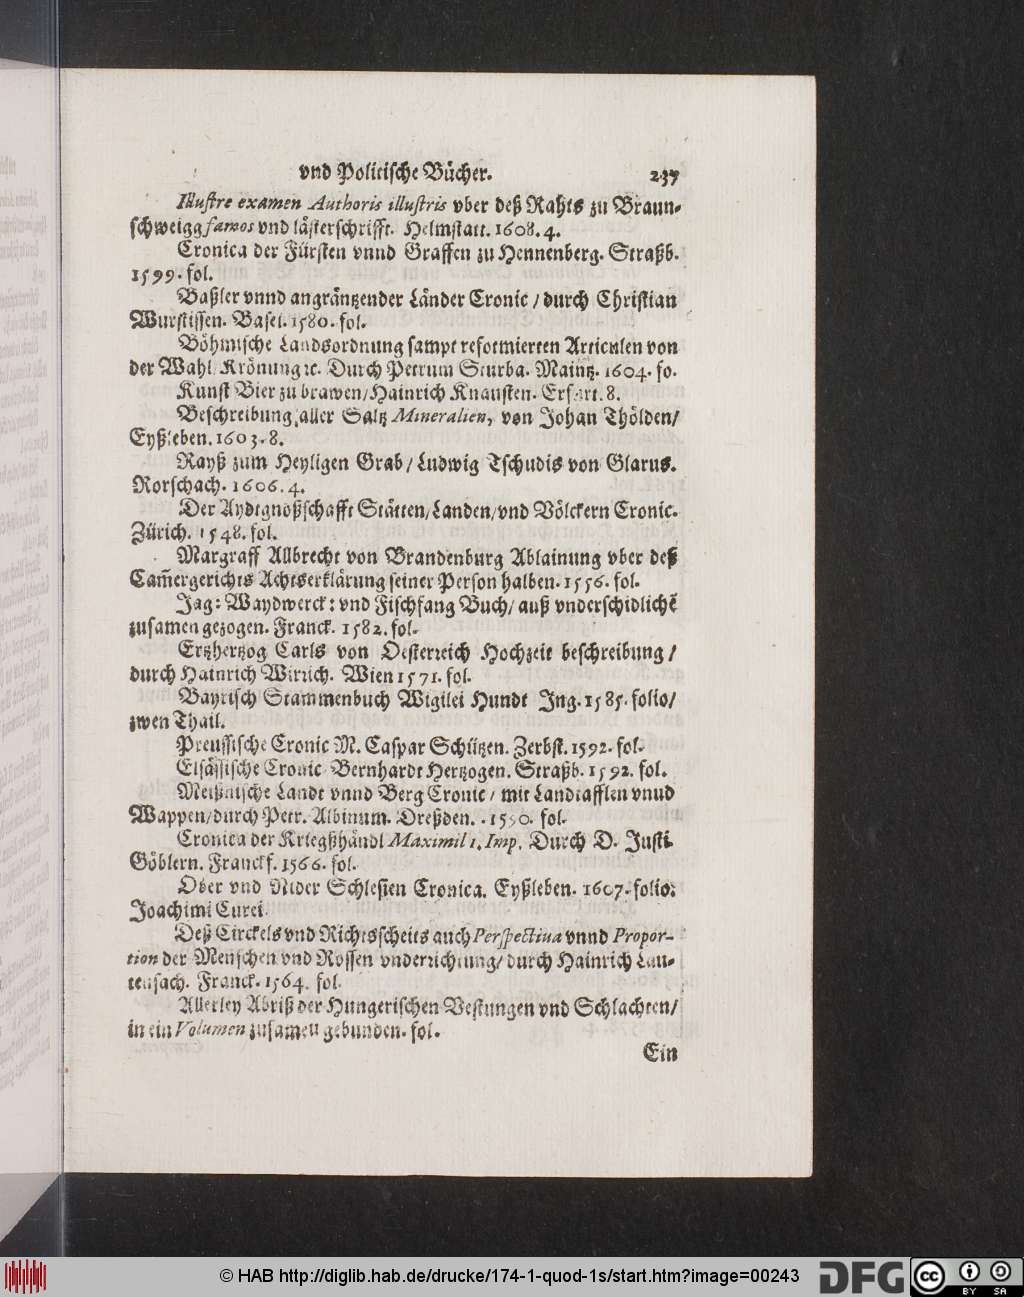 vnd Politische Bücher. 237
Illustre examen Authoris illustris vber deß Rahts zu Braun-
schweigg famos vnd lästerschrifft. Helmstatt. 1608. 4.
Cronica der Fürsten vnnd Graffen zu Hennenberg. Straßb.
1599. fol.
Baßler vnnd angräntzender Länder Cronic / durch Christian
Wurstissen. Basel. 1580. fol.
Böhmische Landsordnung sampt reformierten Articulen von
der Wahl/ Krönung ꝛc. Durch Petrum Sturba. Maintz. 1604. fo.
Kunst Bier zu brawen/ Hainrich Knausten. Erfurt. 8.
Beschreibung aller Saltz Mineralien, von Johan Thölden/
Eyßleben. 1603. 8.
Rayß zum Heyligen Grab / Ludwig Tschudis von Glarus.
Rorschach. 1606. 4.
Der Aydtgnoßschafft Stätten/ Landen/ vnd Völckern Cronic.
Zürich. 1548. fol.
Margraff Allbrecht von Brandenburg Ablainung vber deß
Cam̃ergerichts Achtserklärung seiner Person halben. 1556. fol.
Jag: Waydwerck: vnd Fischfang Buch/ auß vnderschidlichẽ
zusamen gezogen. Franck. 1582. fol.
Ertzhertzog Carls von Oesterreich Hochzeit beschreibung /
durch Hainrich Wirrich. Wien 1571. fol.
Bayrisch Stammenbuch Wigilei Hundt Ing. 1585. folio/
zwen Thail.
Preussische Cronic M. Caspar Schützen. Zerbst. 1592. fol.
Elsässische Cronic Bernhardt Hertzogen. Straßb. 1592. fol.
Meißnische Landt vnnd Berg Cronic / mit Landtafflen vnnd
Wappen/ durch Petr. Albinum. Dreßden. 1590. fol.
Cronica der Kriegßhändl Maximil 1. Imp. Durch D. Justi.
Göblern. Franckf. 1566. fol.
Ober vnd Nider Schlesien Cronica. Eyßleben. 1607. folio:
Joachimi Curei
Deß Circkels vnd Richtsscheits auch Perspectiua vnnd Propor-
tion der Menschen vnd Rossen vnderrichtung/ durch Hainrich Lau-
tensach. Franck. 1564. fol.
Allerley Abriß der Hungerischen Vestungen vnd Schlachten/
in ein Volumen zusamen gebunden. fol.
Ein
© HAB http://diglib.hab.de/drucke/174-1-quod-1s/start.htm?image=00243
DFG
cc BY SA